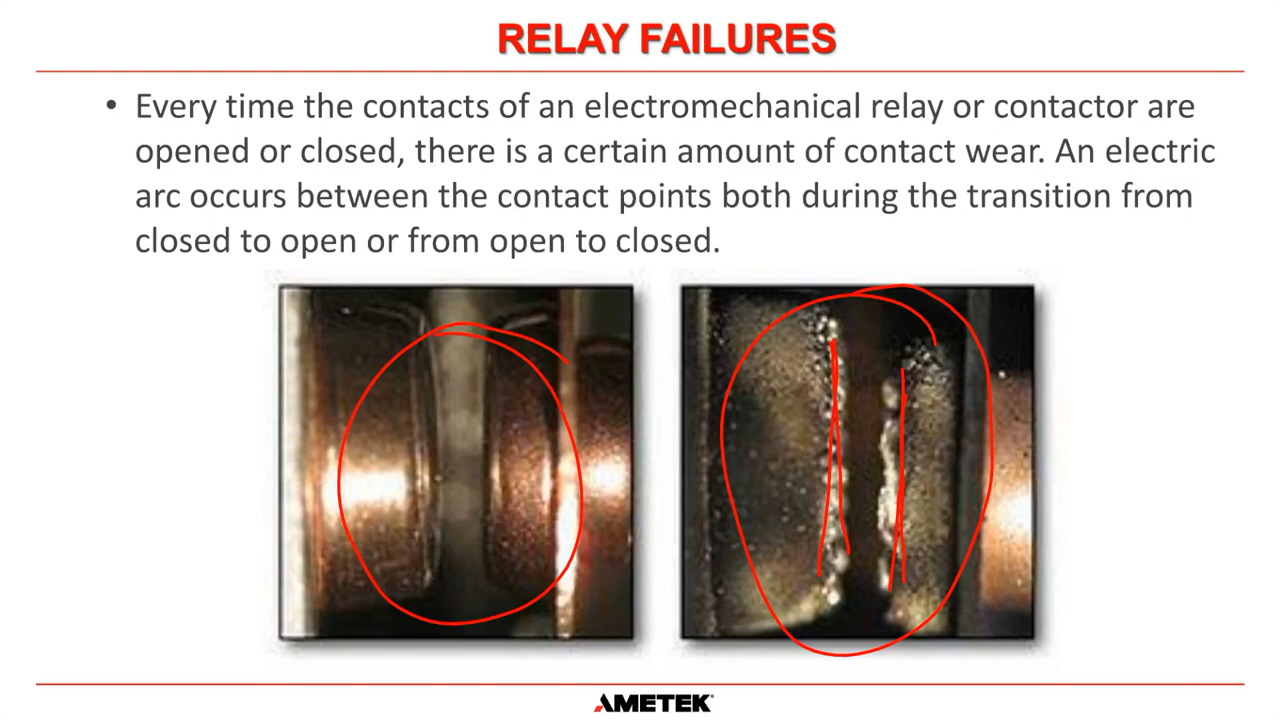 RELAY FAILURES
• Every time the contacts of an electromechanical relay or contactor are
opened or closed, there is a certain amount of contact wear. An electric
arc occurs between the contact points both during the transition from
closed to open or from open to closed.
AMETEK